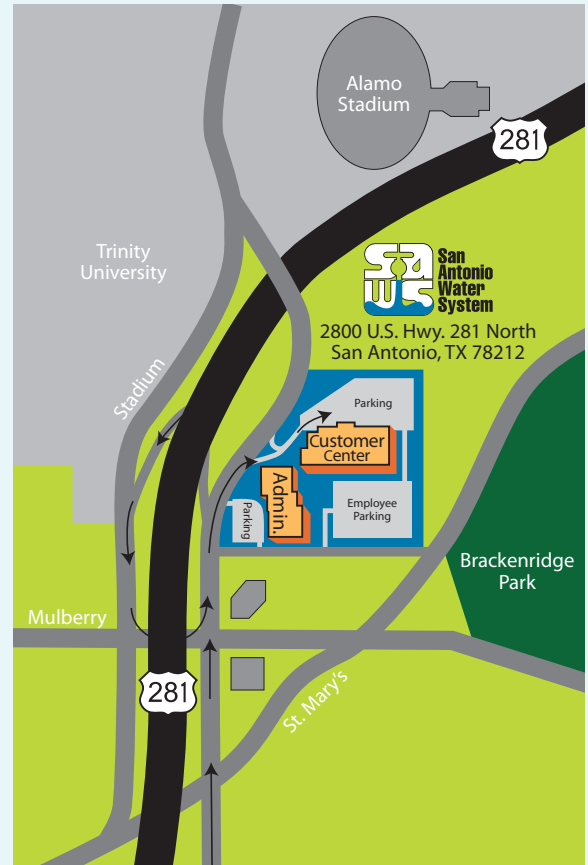 Alamo
Stadium
281
Trinity
University
SAWS
San
Antonio
Water
System
2800 U.S. Hwy. 281 North
San Antonio, TX 78212
Stadium
Parking
Customer
Center
Admin.
Parking
Employee
Parking
Brackenridge
Park
Mulberry
281
St. Mary's